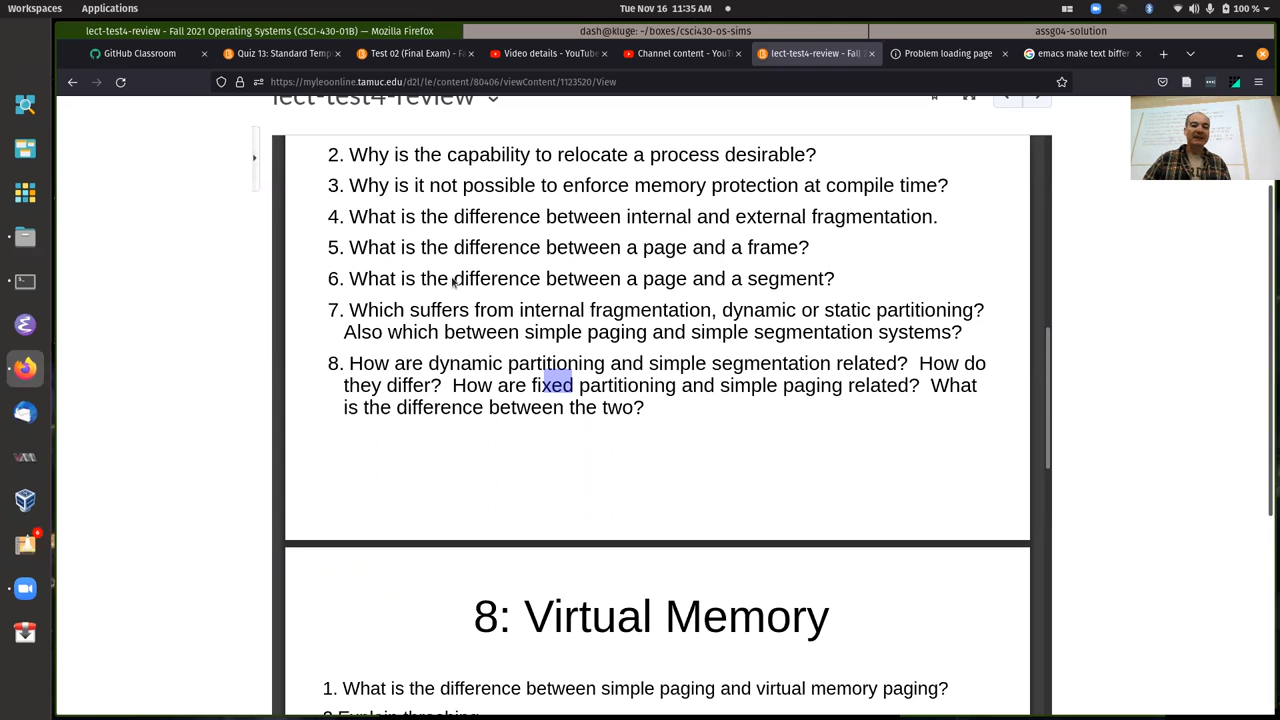 Workspaces Applications Tue Nov 16 11:35 AM 100 %
lect-test4-review - Fall 2021 Operating Systems (CSCI-430-01B) — Mozilla Firefox dash@kluge: ~/boxes/csci430-os-sims assg04-solution
GitHub Classroom Quiz 13: Standard Temp Test 02 (Final Exam) - Fa Video details - YouTube Channel content - YouT lect-test4-review - Fall 2 Problem loading page emacs make text differ
https://myleoonline.tamuc.edu/d2l/le/content/80406/viewContent/1123520/View
lect-test4-review
2. Why is the capability to relocate a process desirable?
3. Why is it not possible to enforce memory protection at compile time?
4. What is the difference between internal and external fragmentation.
5. What is the difference between a page and a frame?
6. What is the difference between a page and a segment?
7. Which suffers from internal fragmentation, dynamic or static partitioning?
Also which between simple paging and simple segmentation systems?
8. How are dynamic partitioning and simple segmentation related? How do
they differ? How are fixed partitioning and simple paging related? What
is the difference between the two?
8: Virtual Memory
1. What is the difference between simple paging and virtual memory paging?
2. Explain thrashing.